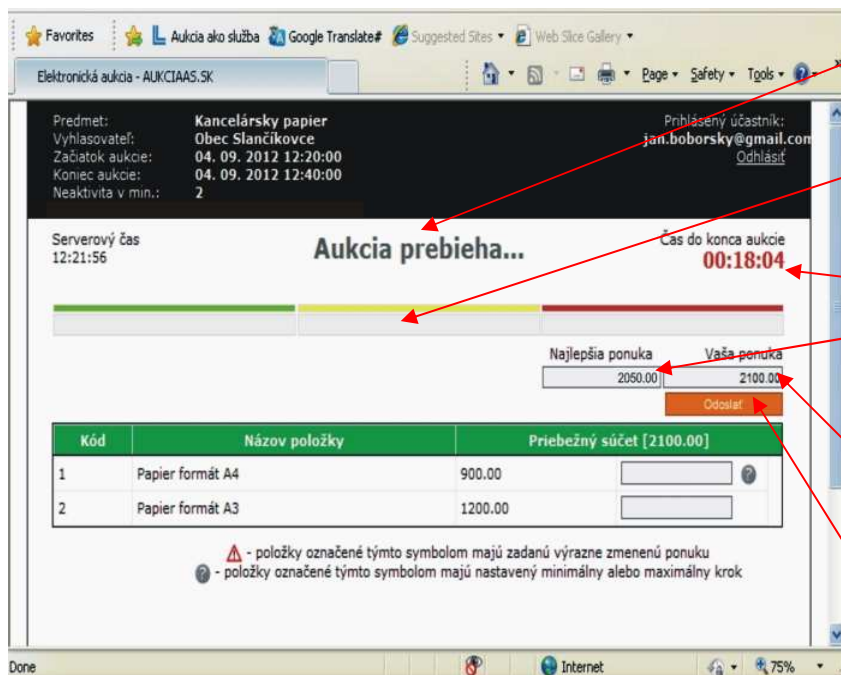 Favorites Aukcia ako služba Google Translate# Suggested Sites Web Slice Gallery
Elektronická aukcia - AUKCIAAS.SK Page Safety Tools »
Predmet: Kancelársky papier Prihlásený účastník:
Vyhlasovateľ: Obec Slančíkovce jan.boborsky@gmail.com
Začiatok aukcie: 04. 09. 2012 12:20:00 Odhlásiť
Koniec aukcie: 04. 09. 2012 12:40:00
Neaktivita v min.: 2
Serverový čas Aukcia prebieha... Čas do konca aukcie
12:21:56 00:18:04
Najlepšia ponuka Vaša ponuka
2050.00 2100.00
Odoslať
Kód Názov položky Priebežný súčet [2100.00]
1 Papier formát A4 900.00
2 Papier formát A3 1200.00
- položky označené týmto symbolom majú zadanú výrazne zmenenú ponuku
- položky označené týmto symbolom majú nastavený minimálny alebo maximálny krok
Done Internet 75%